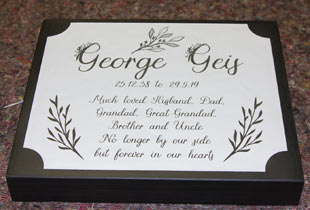 George Geis
25.12.38 to 29.5.19
Much loved Husband, Dad,
Grandad, Great Grandad,
Brother and Uncle
No longer by our side
but forever in our hearts